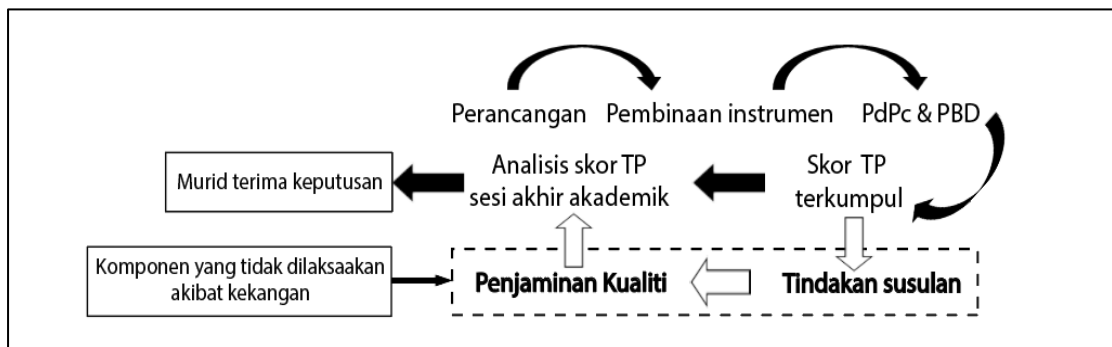 Perancangan
Pembinaan instrumen
PdPc & PBD
Murid terima keputusan
Analisis skor TP
sesi akhir akademik
Skor TP
terkumpul
Komponen yang tidak dilaksaakan
akibat kekangan
Penjaminan Kualiti
Tindakan susulan